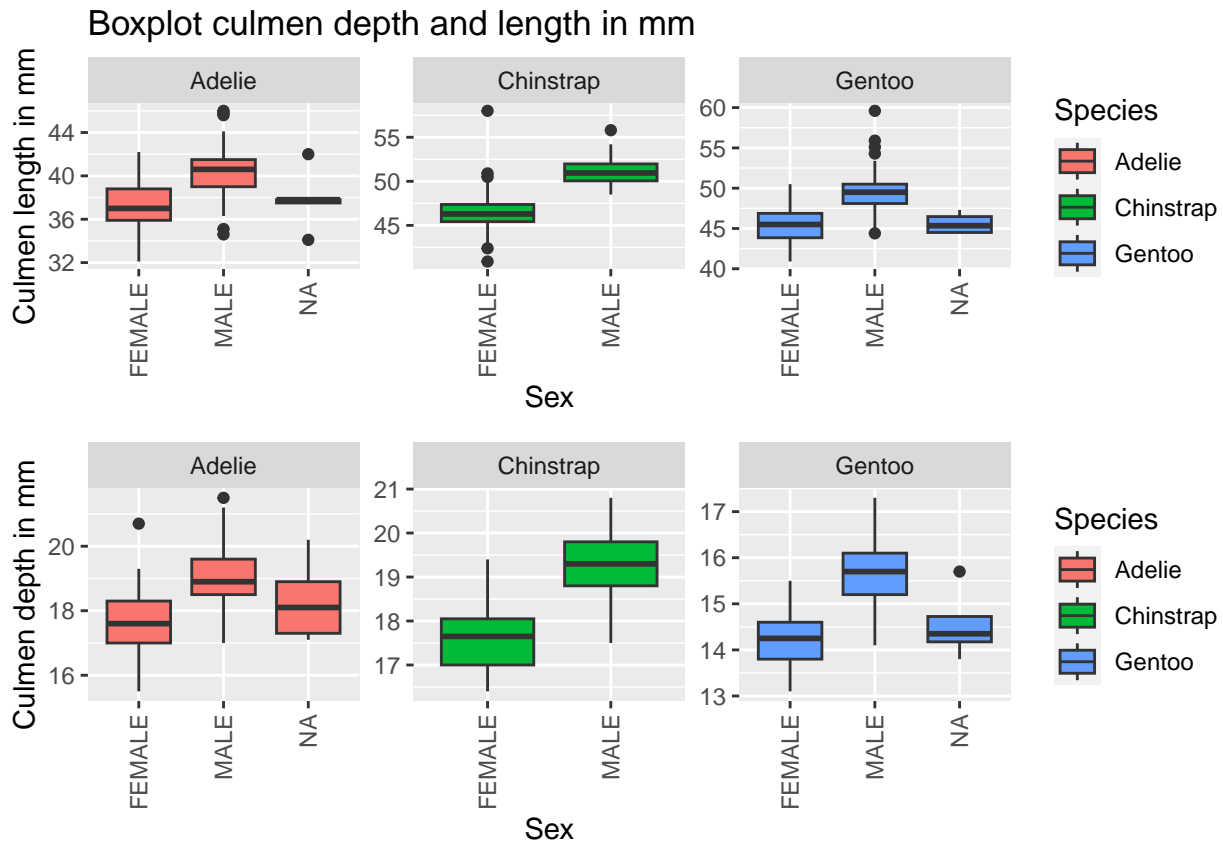 Boxplot culmen depth and length in mm
Culmen length in mm
Adelie
Chinstrap
Gentoo
44
40
36
32
55
50
45
60
55
50
45
40
FEMALE
MALE
NA
FEMALE
MALE
FEMALE
MALE
NA
Sex
Species
Adelie
Chinstrap
Gentoo
Culmen depth in mm
Adelie
Chinstrap
Gentoo
20
18
16
21
20
19
18
17
17
16
15
14
13
FEMALE
MALE
NA
FEMALE
MALE
FEMALE
MALE
NA
Sex
Species
Adelie
Chinstrap
Gentoo